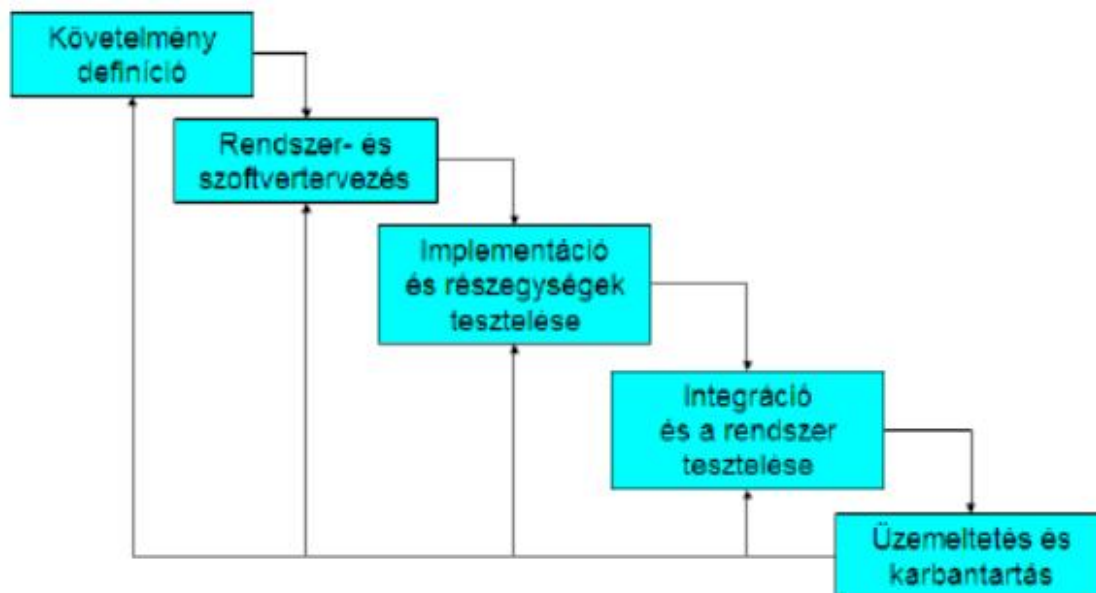 Követelmény
definíció
Rendszer- és
szoftvertervezés
Implementáció
és részegységek
tesztelése
Integráció
és a rendszer
tesztelése
Üzemeltetés és
karbantartás